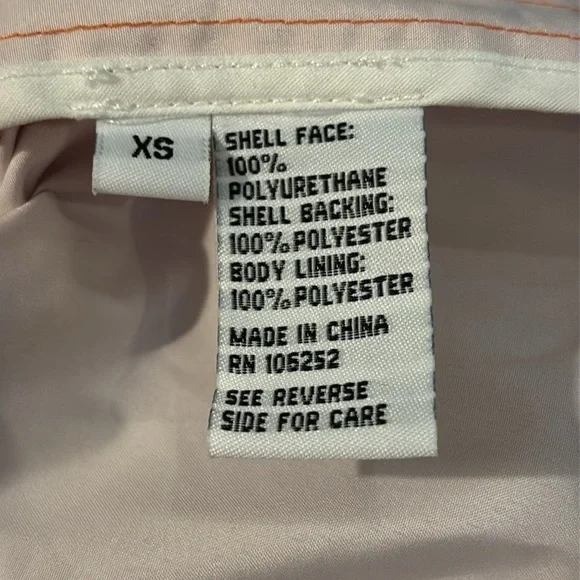 XS
SHELL FACE:
100%
POLYURETHANE
SHELL BACKING:
100% POLYESTER
BODY LINING:
100% POLYESTER
MADE IN CHINA
RN 106252
SEE REVERSE
SIDE FOR CARE